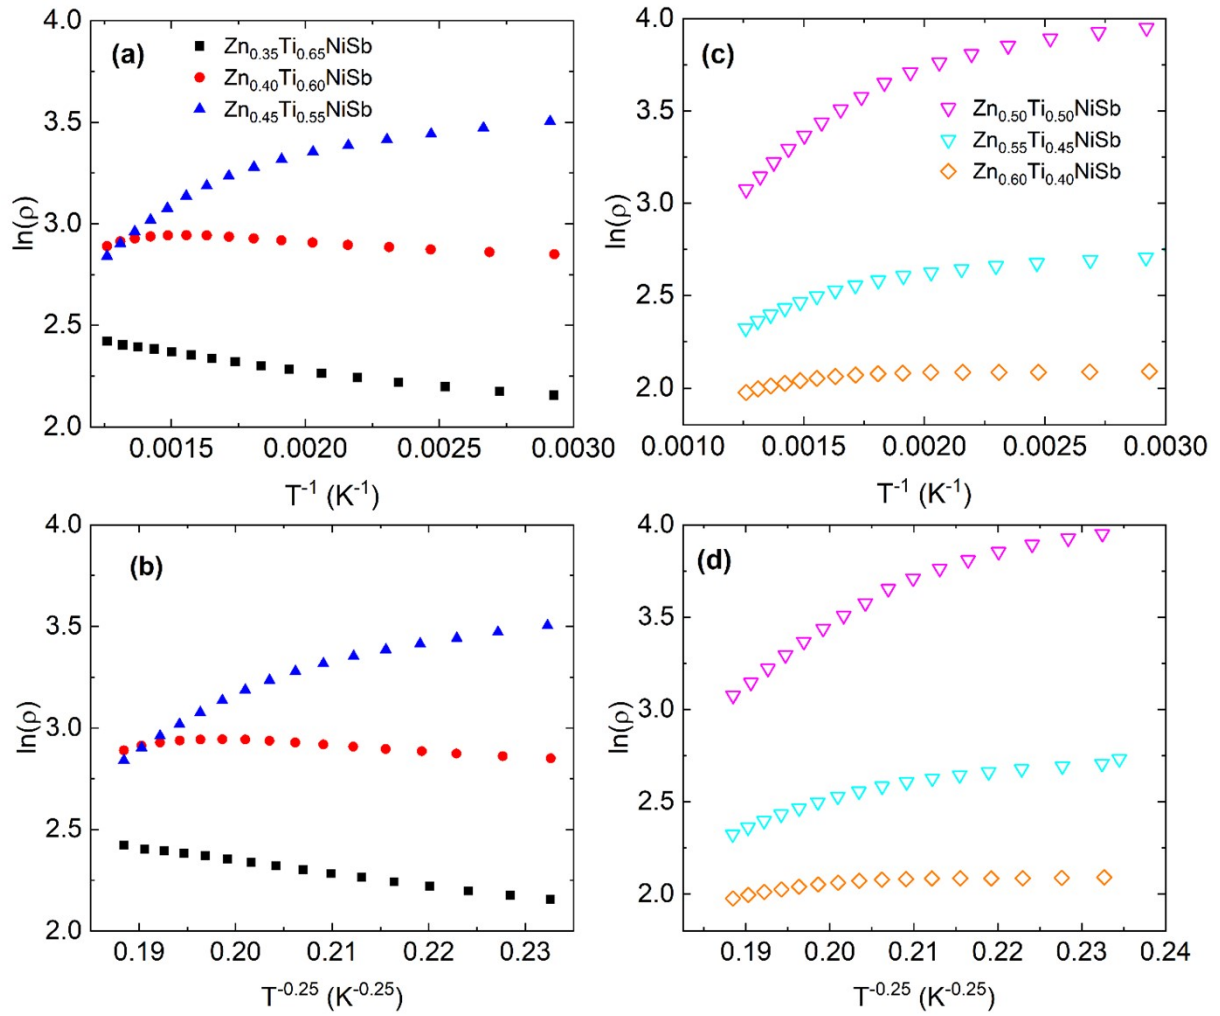 (a)
Zn0.35Ti0.65NiSb
Zn0.40Ti0.60NiSb
Zn0.45Ti0.55NiSb
4.0
3.5
3.0
2.5
2.0
ln(ρ)
0.0015 0.0020 0.0025 0.0030
T-1 (K-1)
(c)
Zn0.50Ti0.50NiSb
Zn0.55Ti0.45NiSb
Zn0.60Ti0.40NiSb
4.0
3.5
3.0
2.5
2.0
ln(ρ)
0.0010 0.0015 0.0020 0.0025 0.0030
T-1 (K-1)
(b)
4.0
3.5
3.0
2.5
2.0
ln(ρ)
0.19 0.20 0.21 0.22 0.23
T-0.25 (K-0.25)
(d)
4.0
3.5
3.0
2.5
2.0
ln(ρ)
0.19 0.20 0.21 0.22 0.23 0.24
T-0.25 (K-0.25)